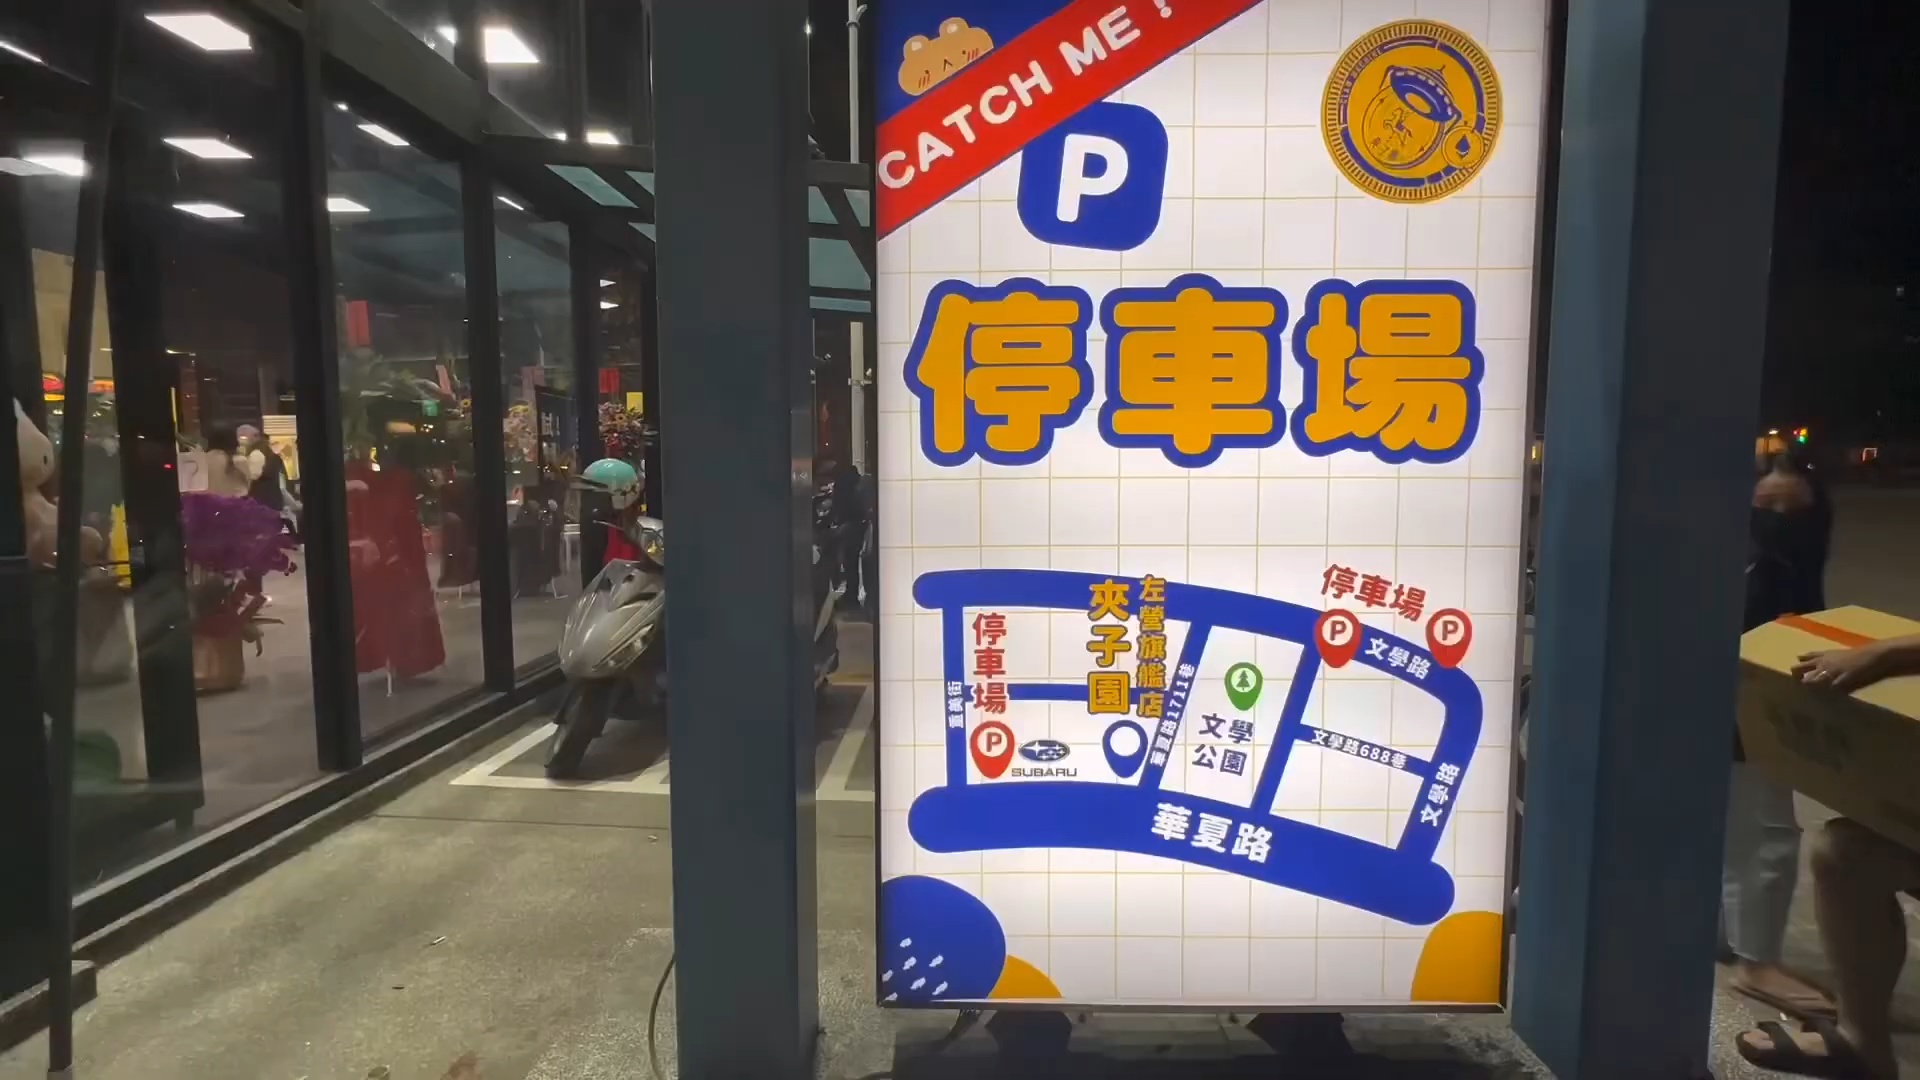 CATCH ME!
P
停車場
停車場
P
SUBARU
重美街
夾子園
左營旗艦店
華夏路1711巷
文學
公園
停車場
P
P
文學路
文學路688巷
文學路
華夏路